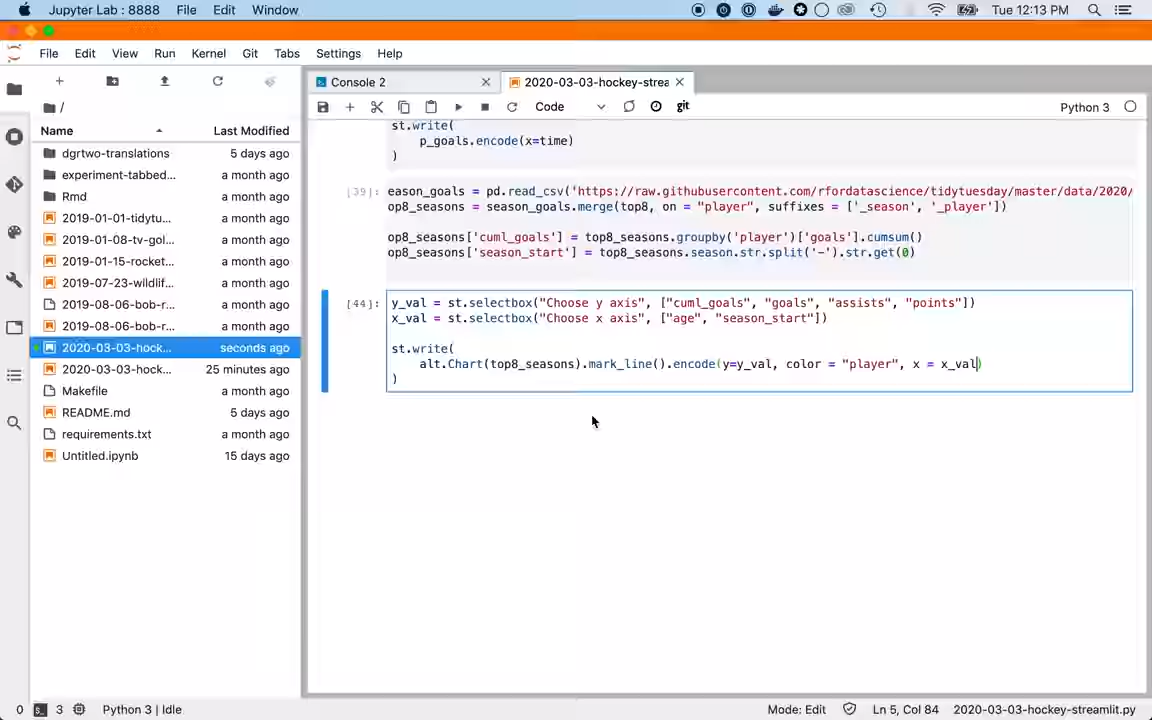 Jupyter Lab : 8888 File Edit Window Tue 12:13 PM
File Edit View Run Kernel Git Tabs Settings Help
Console 2
2020-03-03-hockey-strea
Code
git
Python 3
/
Name Last Modified
dgrtwo-translations 5 days ago
experiment-tabbed... a month ago
Rmd a month ago
2019-01-01-tidytu... a month ago
2019-01-08-tv-gol... a month ago
2019-01-15-rocket... a month ago
2019-07-23-wildlif... a month ago
2019-08-06-bob-r... a month ago
2019-08-06-bob-r... a month ago
2020-03-03-hock... seconds ago
2020-03-03-hock... 25 minutes ago
Makefile a month ago
README.md 5 days ago
requirements.txt a month ago
Untitled.ipynb 15 days ago
st.write(
p_goals.encode(x=time)
)
[39]: eason_goals = pd.read_csv('https://raw.githubusercontent.com/rfordatascience/tidytuesday/master/data/2020/
op8_seasons = season_goals.merge(top8, on = "player", suffixes = ['_season', '_player'])
op8_seasons['cuml_goals'] = top8_seasons.groupby('player')['goals'].cumsum()
op8_seasons['season_start'] = top8_seasons.season.str.split('-').str.get(0)
[44]: y_val = st.selectbox("Choose y axis", ["cuml_goals", "goals", "assists", "points"])
x_val = st.selectbox("Choose x axis", ["age", "season_start"])
st.write(
alt.Chart(top8_seasons).mark_line().encode(y=y_val, color = "player", x = x_val)
)
0 3 Python 3 | Idle Mode: Edit Ln 5, Col 84 2020-03-03-hockey-streamlit.py